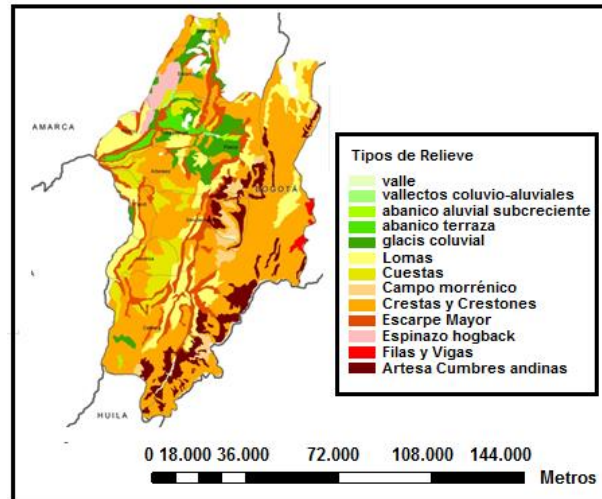 AMARCA
BOGOTÁ
HUILA
Tipos de Relieve
valle
vallectos coluvio-aluviales
abanico aluvial subcreciente
abanico terraza
glacis coluvial
Lomas
Cuestas
Campo morrénico
Crestas y Crestones
Escarpe Mayor
Espinazo hogback
Filas y Vigas
Artesa Cumbres andinas
0 18.000 36.000 72.000 108.000 144.000
Metros